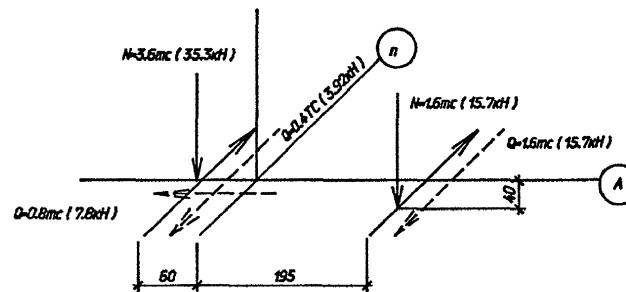 N=3.6тс(35.3кН)
п
Q=0.4ТС(3.92кН)
N=1.6тс(15.7кН)
Q=1.6тс(15.7кН)
А
Q=0.8тс(7.8кН)
40
60
195